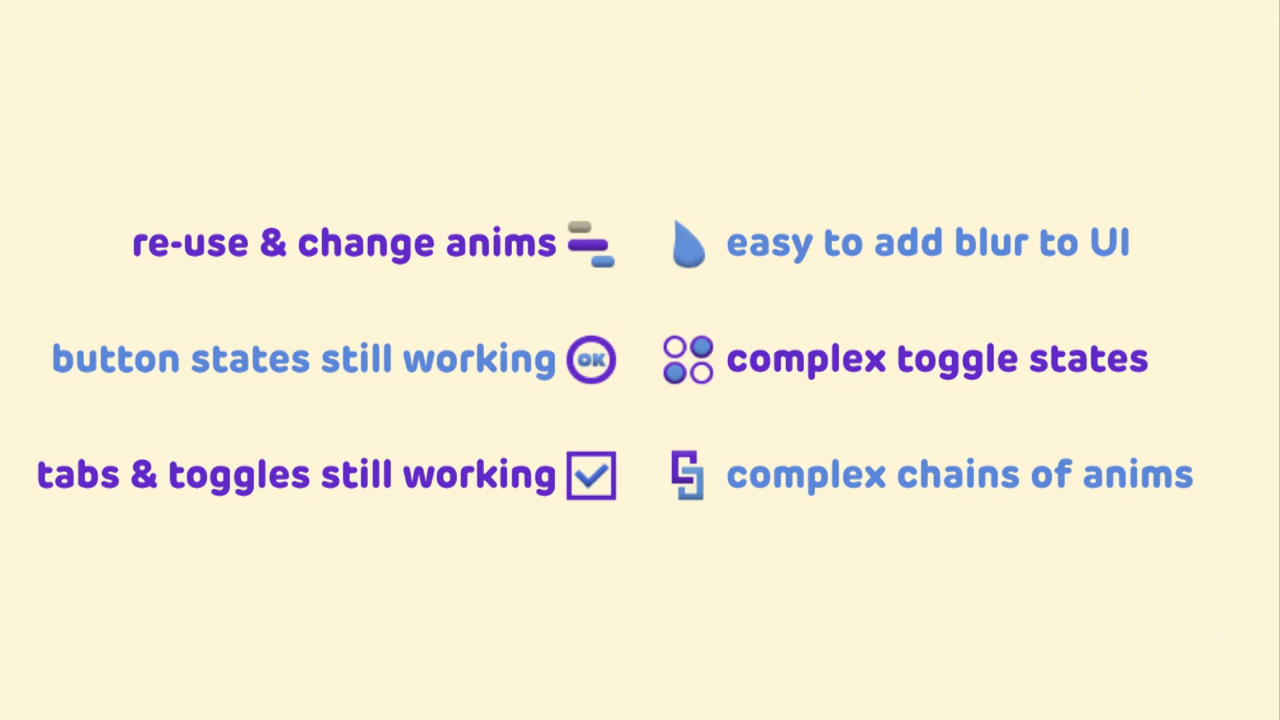 re-use & change anims
easy to add blur to UI
button states still working
OK
complex toggle states
tabs & toggles still working
complex chains of anims